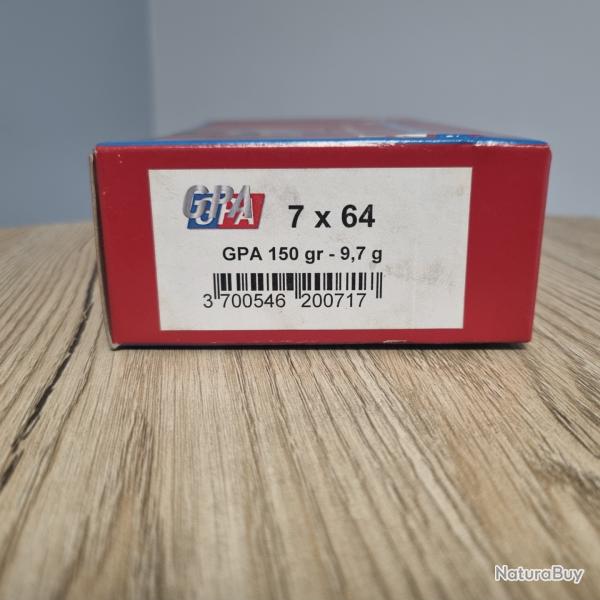 GPA
7 x 64
GPA 150 gr - 9,7 g
3 700546 200717
NaturaBuy